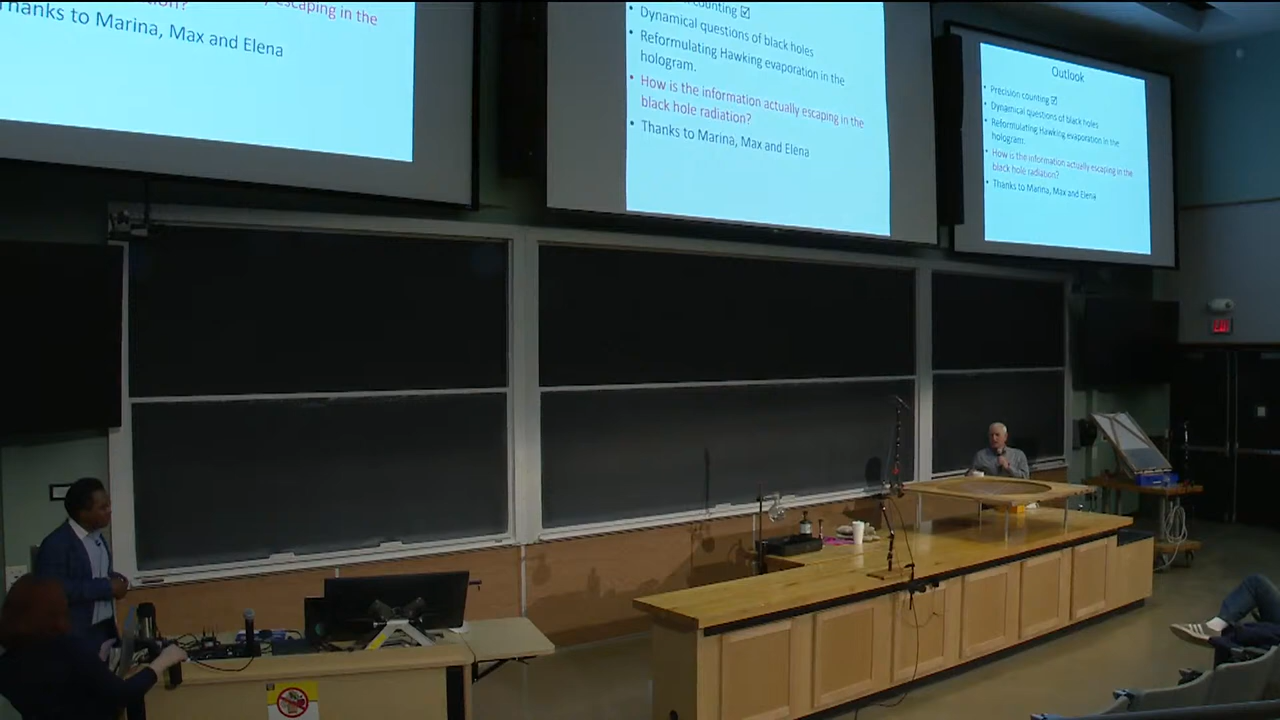 escaping in the
Thanks to Marina, Max and Elena
counting ☑
• Dynamical questions of black holes
• Reformulating Hawking evaporation in the
hologram.
• How is the information actually escaping in the
black hole radiation?
• Thanks to Marina, Max and Elena
Outlook
• Precision counting ☑
• Dynamical questions of black holes
• Reformulating Hawking evaporation in the
hologram.
• How is the information actually escaping in the
black hole radiation?
• Thanks to Marina, Max and Elena
EXIT